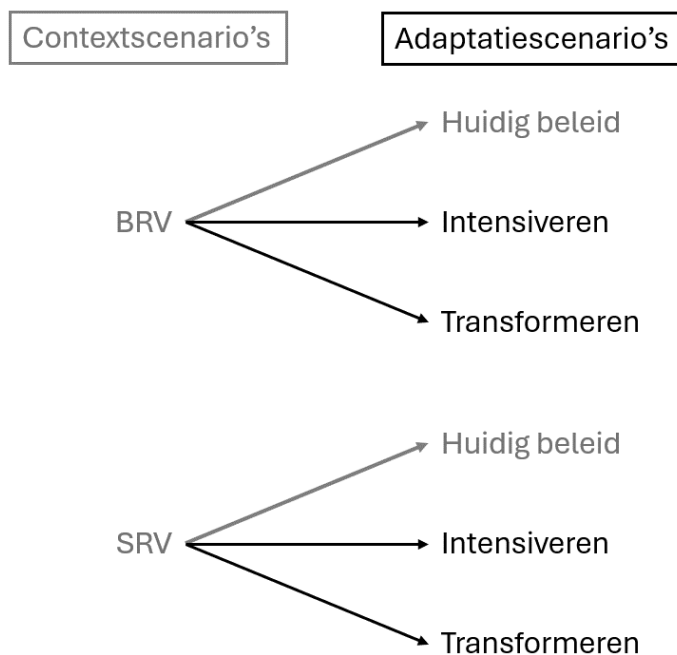 Contextscenario’s
Adaptatiescenario’s
Huidig beleid
BRV
Intensiveren
Transformeren
Huidig beleid
SRV
Intensiveren
Transformeren